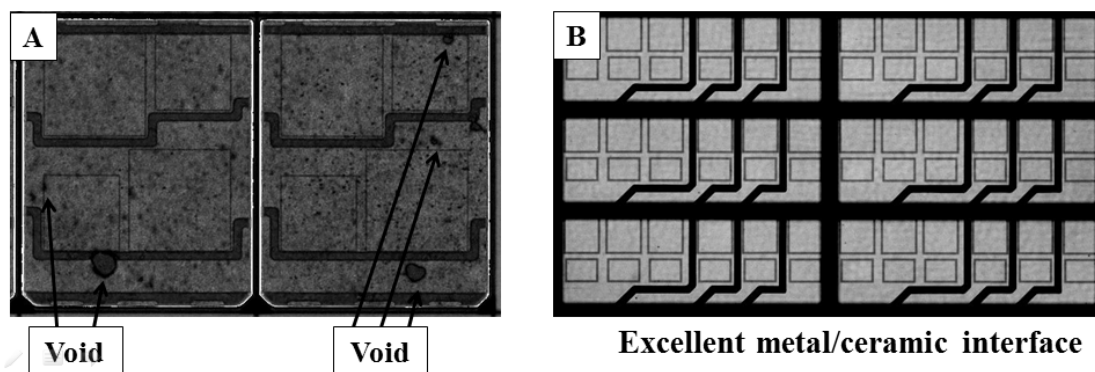 A
B
Void
Void
Excellent metal/ceramic interface